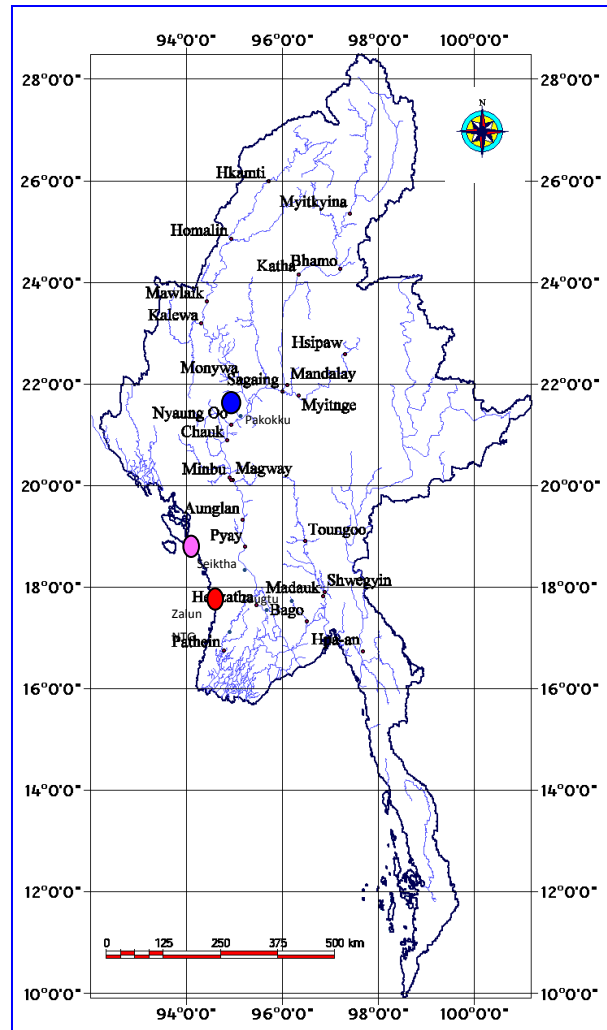 94°0'0" 96°0'0" 98°0'0" 100°0'0"
28°0'0" 28°0'0"
N
26°0'0" 26°0'0"
Hkamti
Myitkyina
Homalin
Katha Bhamo
24°0'0" 24°0'0"
Mawlaik
Kalewa
Hsipaw
Monywa
Sagaing Mandalay
22°0'0" 22°0'0"
Myitnge
Nyaung Oo Pakokku
Chauk
Minbu Magway
20°0'0" 20°0'0"
Aunglan
Pyay Toungoo
Seiktha
18°0'0" 18°0'0"
Madauk Shwegyin
Zalun Bago
NTG
Pathein Hpa-an
16°0'0" 16°0'0"
14°0'0" 14°0'0"
12°0'0" 12°0'0"
0 125 250 375 500 km
10°0'0" 10°0'0"
94°0'0" 96°0'0" 98°0'0" 100°0'0"